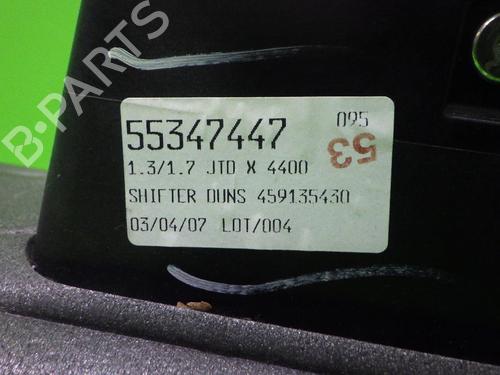 B-PARTS
55347447 095
53
1.3/1.7 JTD X 4400
SHIFTER DUNS 459135430
03/04/07 LOT/004